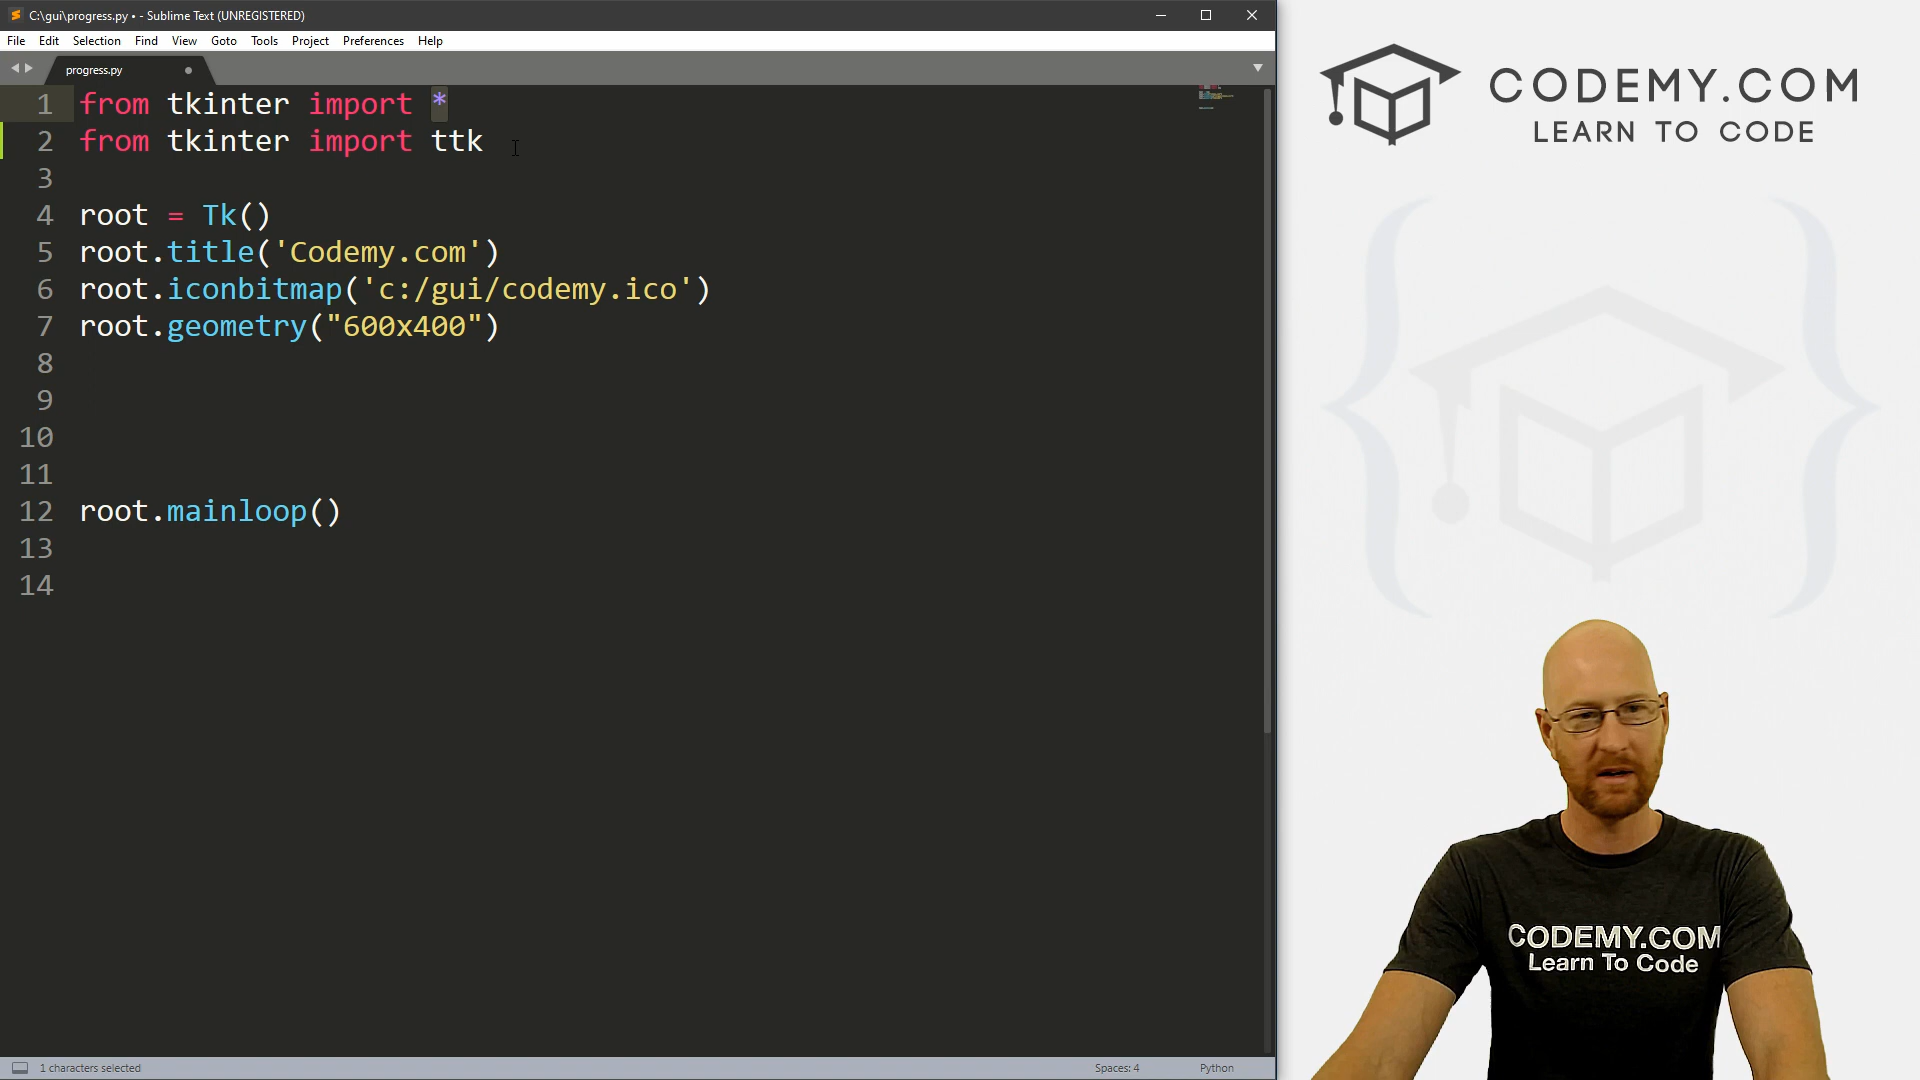 C:\gui\progress.py • - Sublime Text (UNREGISTERED)
File Edit Selection Find View Goto Tools Project Preferences Help
progress.py
1 from tkinter import *
2 from tkinter import ttk
3
4 root = Tk()
5 root.title('Codemy.com')
6 root.iconbitmap('c:/gui/codemy.ico')
7 root.geometry("600x400")
8
9
10
11
12 root.mainloop()
13
14
1 characters selected
Spaces: 4
Python
CODEMY.COM
LEARN TO CODE
CODEMY.COM
Learn To Code